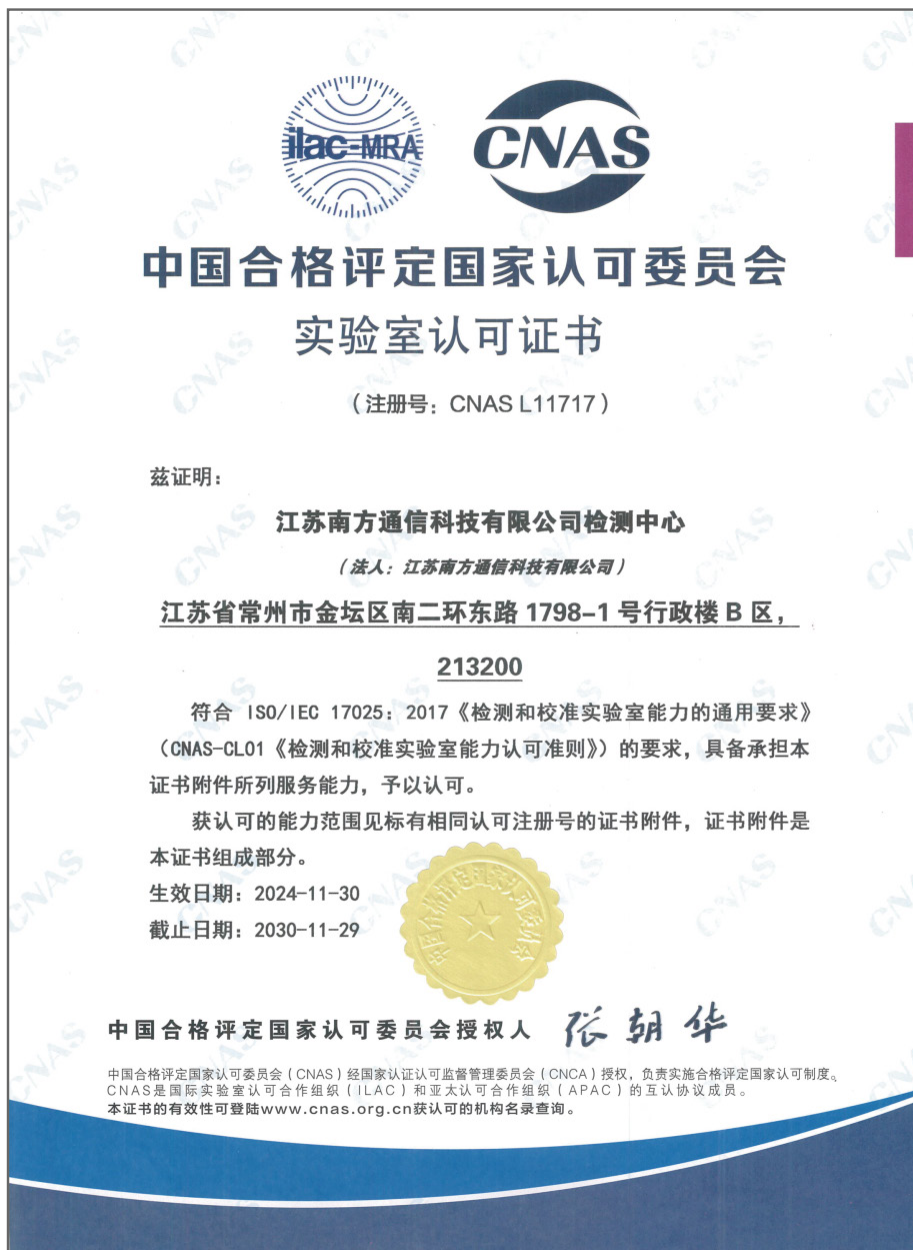 ilac-MRA
CNAS
中国合格评定国家认可委员会
实验室认可证书
（注册号：CNAS L11717）
兹证明：
江苏南方通信科技有限公司检测中心
（法人：江苏南方通信科技有限公司）
江苏省常州市金坛区南二环东路 1798-1 号行政楼 B 区，
213200
符合 ISO/IEC 17025：2017《检测和校准实验室能力的通用要求》
（CNAS-CL01《检测和校准实验室能力认可准则》）的要求，具备承担本
证书附件所列服务能力，予以认可。
获认可的能力范围见标有相同认可注册号的证书附件，证书附件是
本证书组成部分。
生效日期：2024-11-30
截止日期：2030-11-29
中国合格评定国家认可委员会
中国合格评定国家认可委员会授权人 张朝华
中国合格评定国家认可委员会（CNAS）经国家认证认可监督管理委员会（CNCA）授权，负责实施合格评定国家认可制度。
CNAS是国际实验室认可合作组织（ILAC）和亚太认可合作组织（APAC）的互认协议成员。
本证书的有效性可登陆www.cnas.org.cn获认可的机构名录查询。